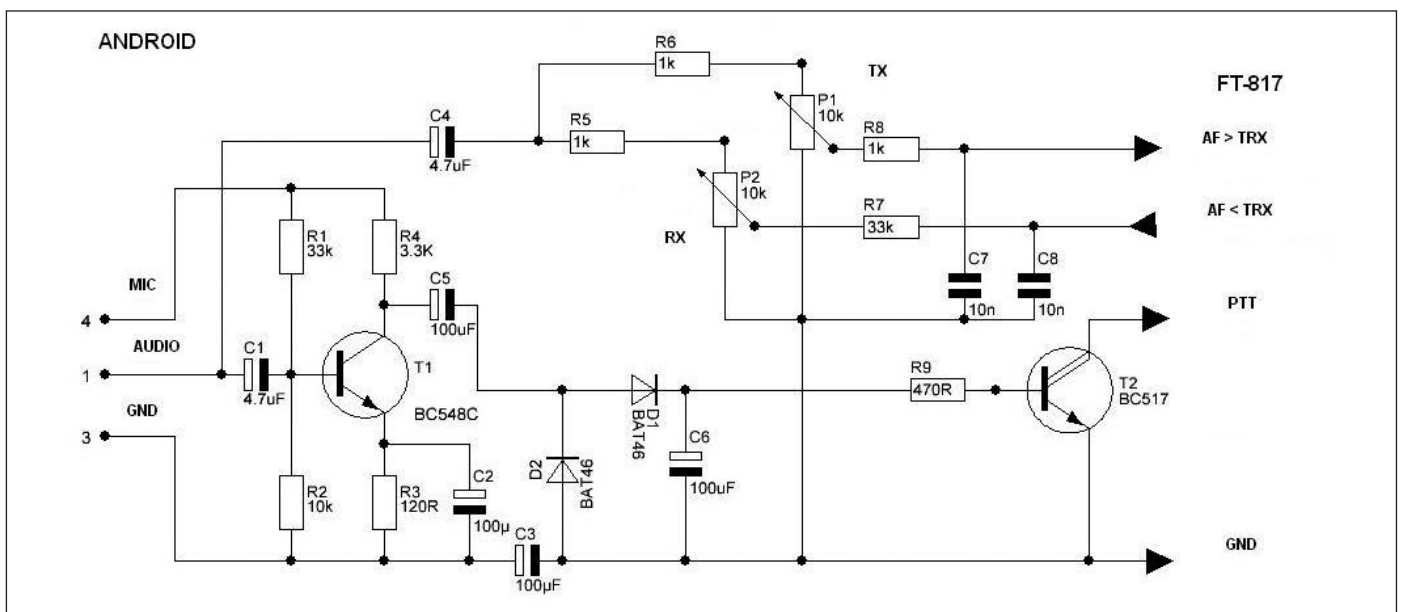 ANDROID
R6
1k
TX
FT-817
P1
10k
C4
4.7uF
R5
1k
R8
1k
AF > TRX
P2
10k
R7
33k
AF < TRX
RX
R1
33k
R4
3.3K
C7
10n
C8
10n
MIC
4
C5
100uF
PTT
AUDIO
1
C1
4.7uF
T1
BC548C
R9
470R
T2
BC517
D1
BAT46
GND
3
C6
100uF
D2
BAT46
R2
10k
R3
120R
C2
100µ
C3
100µF
GND